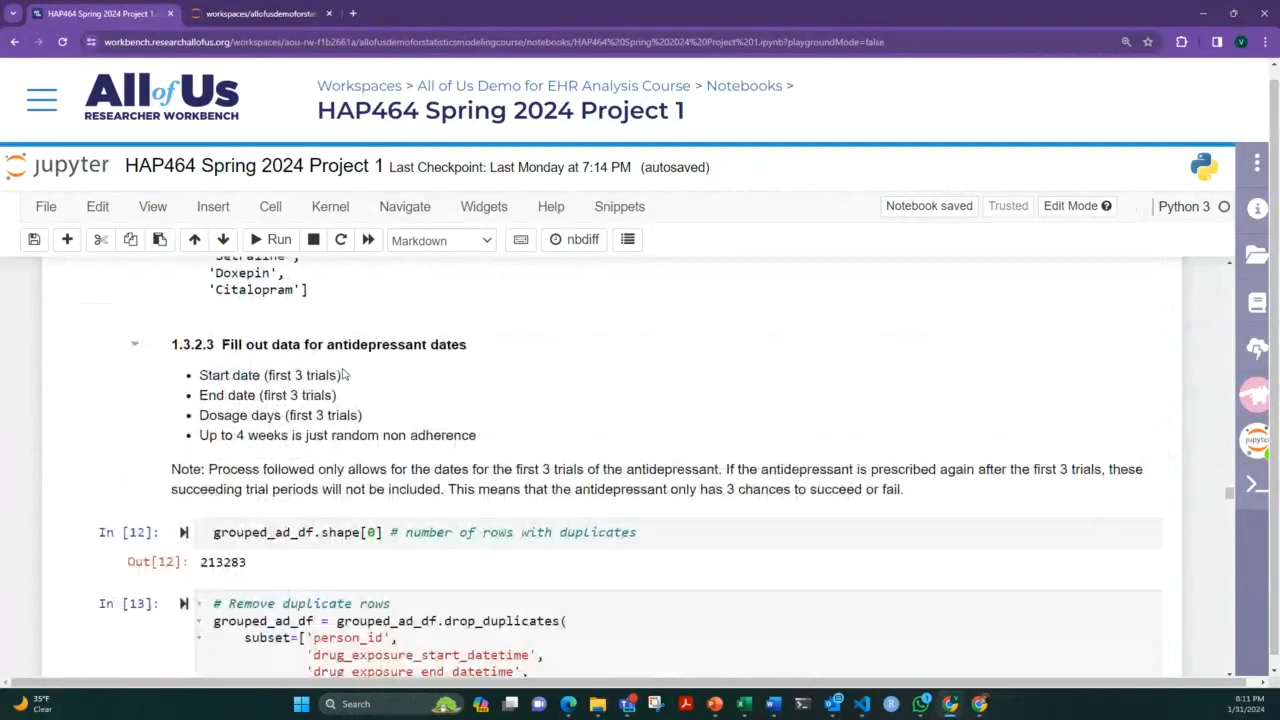 HAP464 Spring 2024 Project 1.
workspaces/allofusdemoforstati
workbench.researchallofus.org/workspaces/aou-rw-f1b2661a/allofusdemoforstatisticsmodelingcourse/notebooks/HAP464%20Spring%202024%20Project%201.ipynb?playgroundMode=false
V
All of Us
RESEARCHER WORKBENCH
Workspaces > All of Us Demo for EHR Analysis Course > Notebooks >
HAP464 Spring 2024 Project 1
jupyter HAP464 Spring 2024 Project 1 Last Checkpoint: Last Monday at 7:14 PM (autosaved)
File Edit View Insert Cell Kernel Navigate Widgets Help Snippets Notebook saved Trusted Edit Mode Python 3
Run Markdown nbdiff
'Doxepin',
'Citalopram']
1.3.2.3 Fill out data for antidepressant dates
• Start date (first 3 trials)
• End date (first 3 trials)
• Dosage days (first 3 trials)
• Up to 4 weeks is just random non adherence
jupyter
Note: Process followed only allows for the dates for the first 3 trials of the antidepressant. If the antidepressant is prescribed again after the first 3 trials, these
succeeding trial periods will not be included. This means that the antidepressant only has 3 chances to succeed or fail.
In [12]: grouped_ad_df.shape[0] # number of rows with duplicates
Out[12]: 213283
In [13]: # Remove duplicate rows
grouped_ad_df = grouped_ad_df.drop_duplicates(
subset=['person_id',
'drug_exposure_start_datetime',
'drug_exposure_end_datetime',
35°F
Clear
Search
8:11 PM
1/31/2024